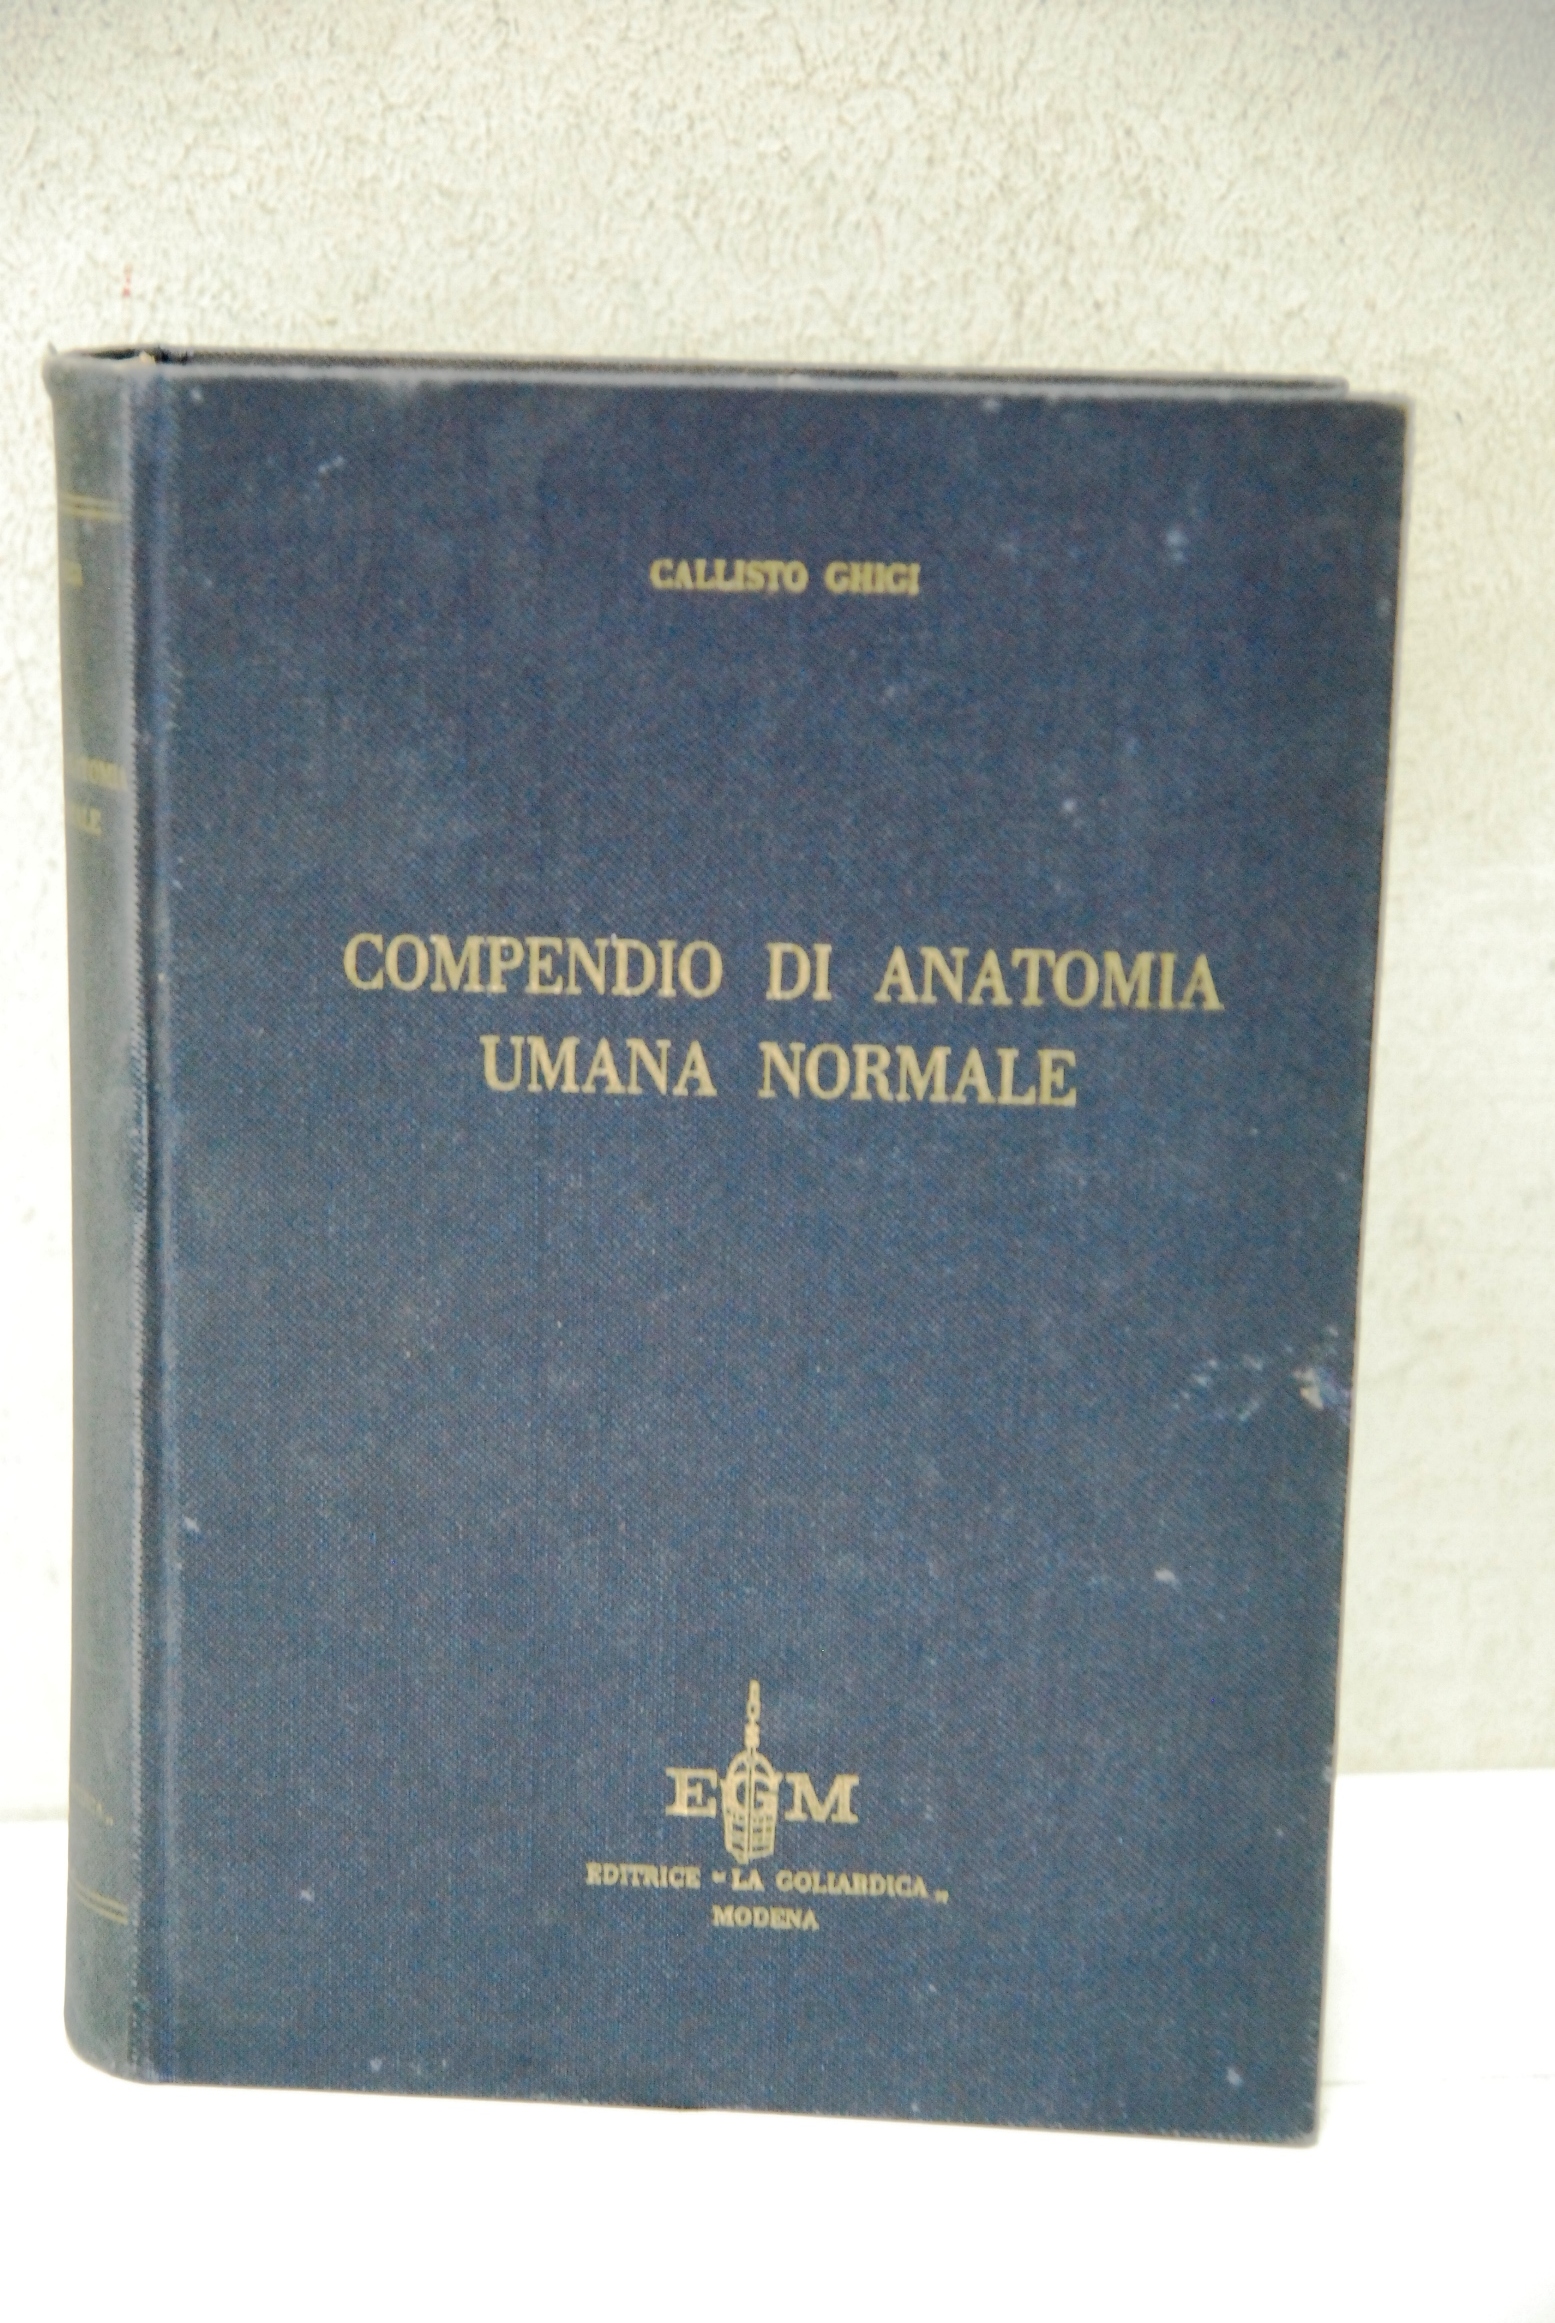 CALLISTO GHIGI
COMPENDIO DI ANATOMIA
UMANA NORMALE
EGM
EDITRICE "LA GOLIARDICA„
MODENA